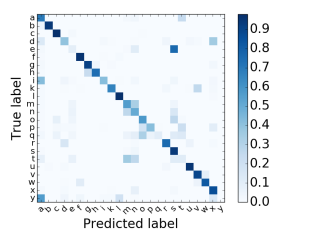 a
b
c
d
e
f
g
h
i
k
l
m
n
o
p
q
r
s
t
u
v
w
x
y
True label
a b c d e f g h i k l m n o p q r s t u v w x y
Predicted label
0.9
0.8
0.7
0.6
0.5
0.4
0.3
0.2
0.1
0.0